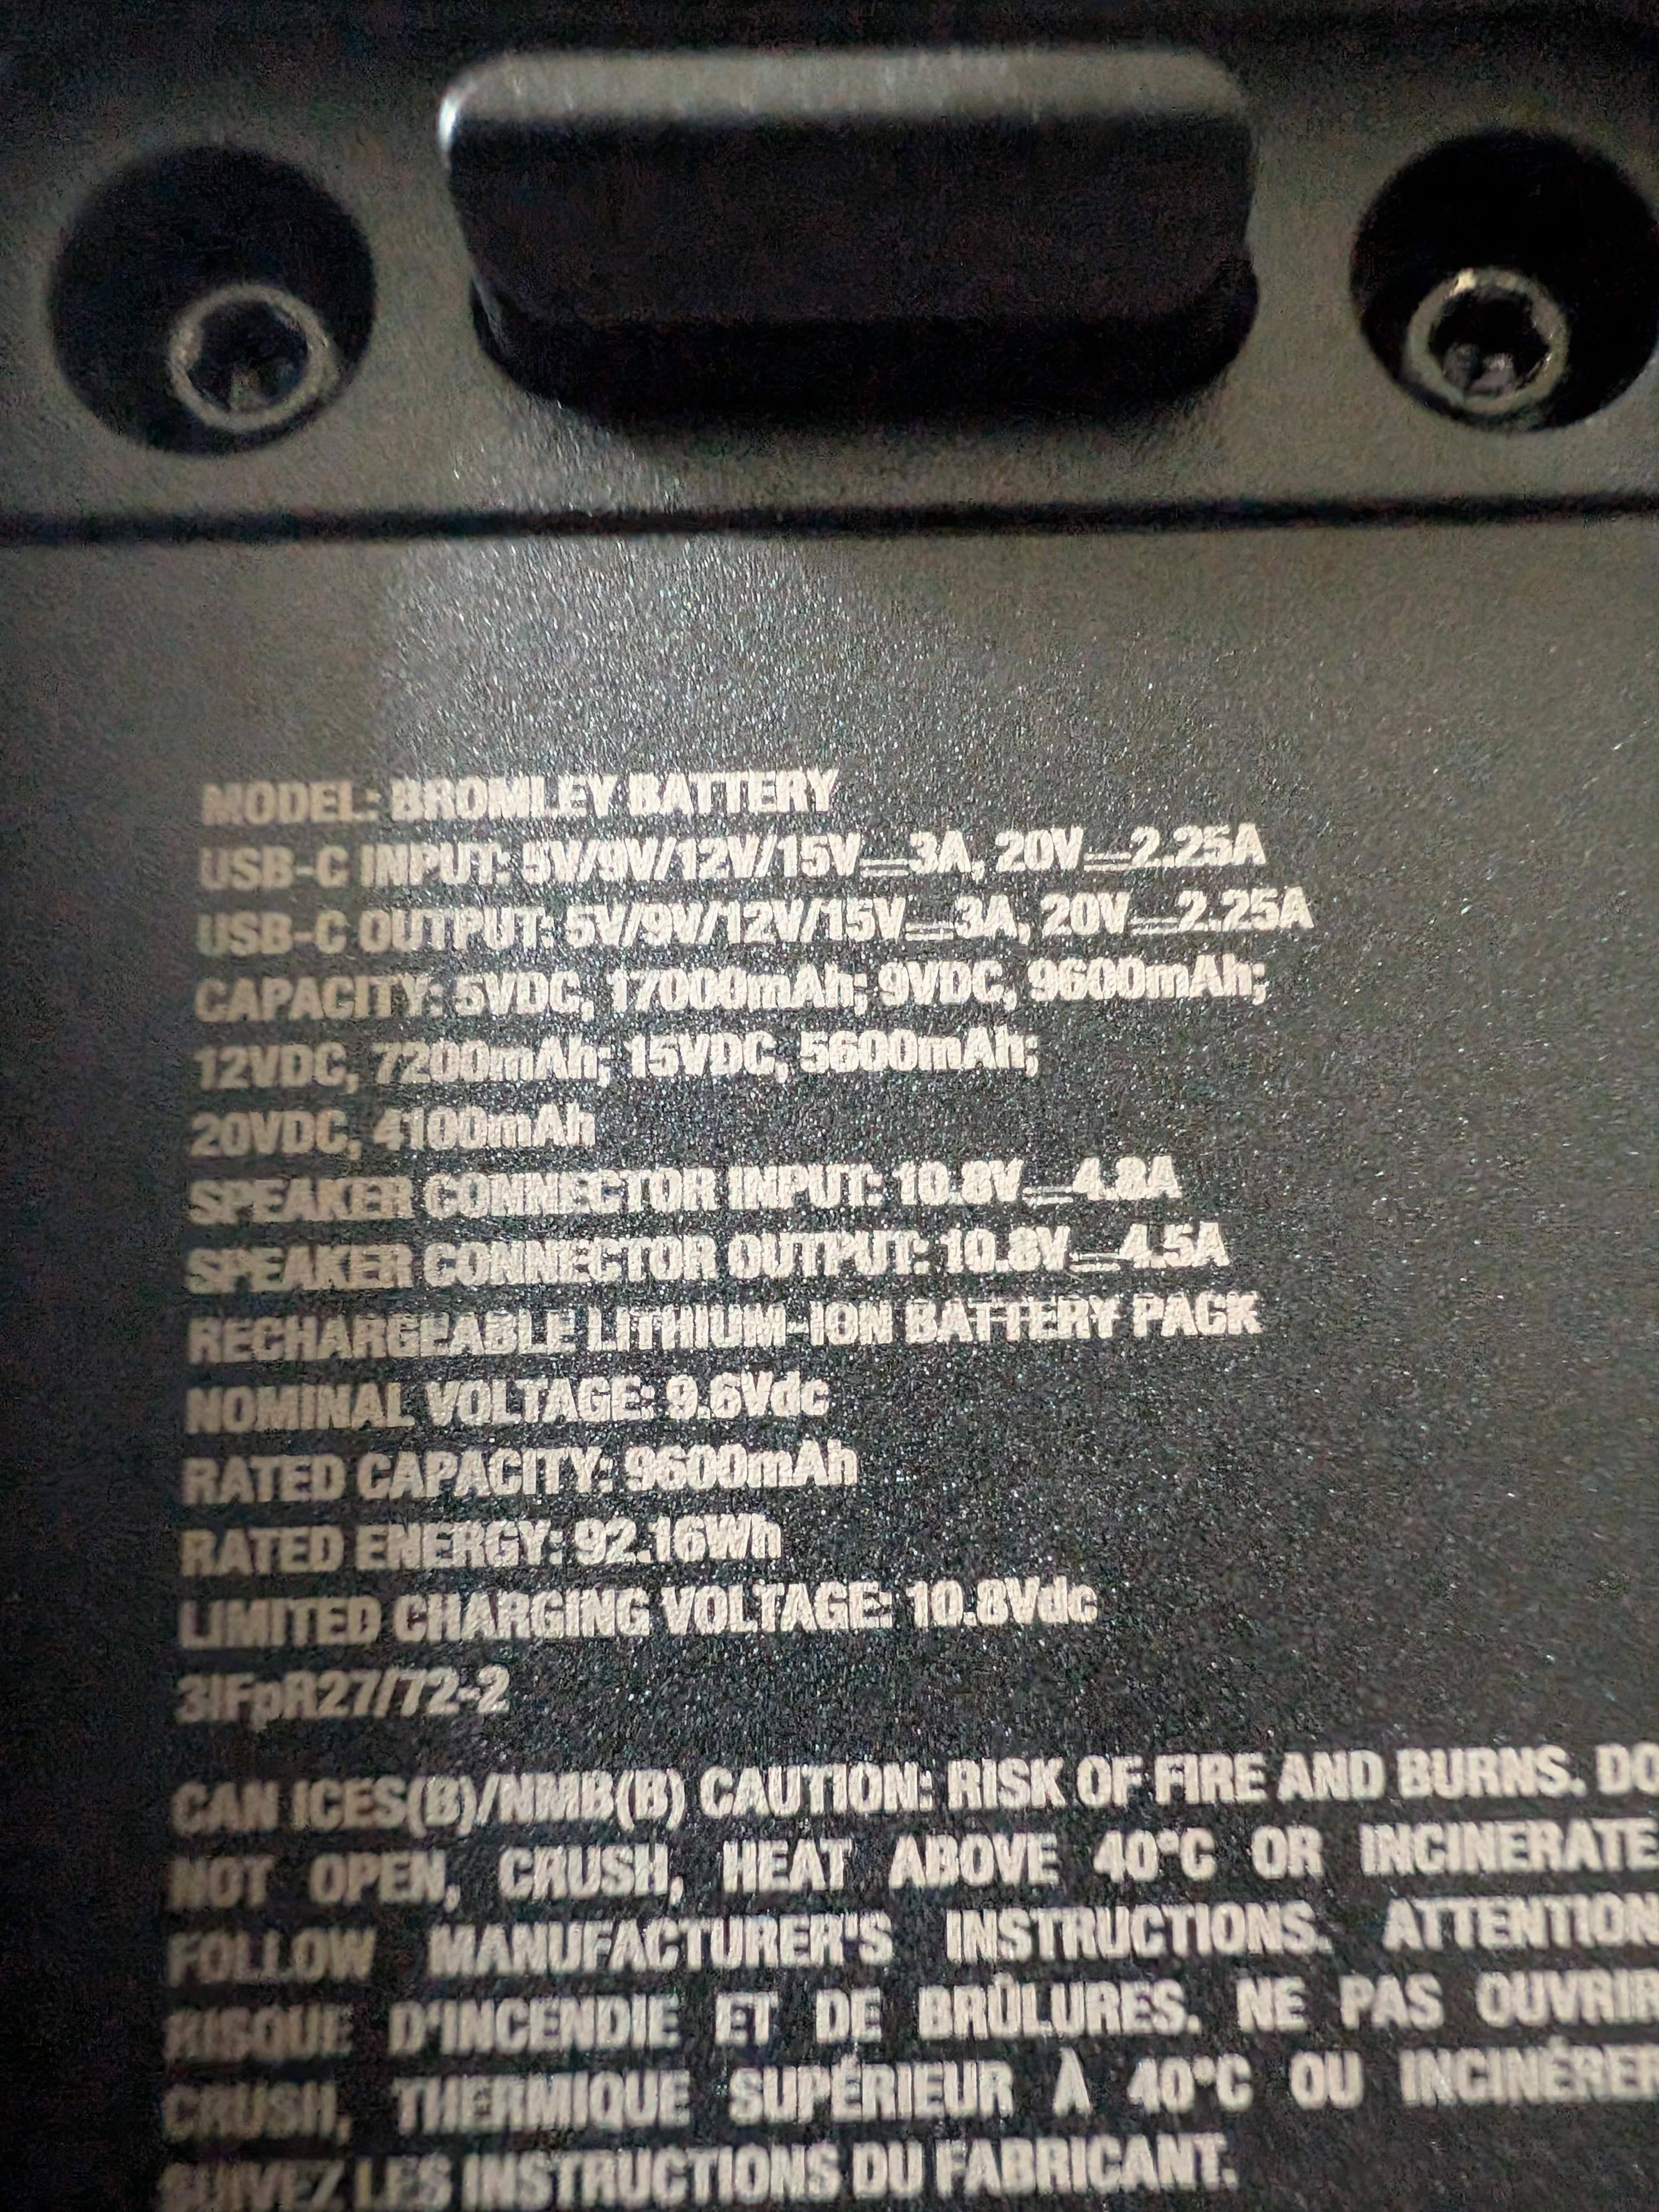 MODEL: BROMLEY BATTERY
USB-C INPUT: 5V/9V/12V/15V⎓3A, 20V⎓2.25A
USB-C OUTPUT: 5V/9V/12V/15V⎓3A, 20V⎓2.25A
CAPACITY: 5VDC, 17000mAh; 9VDC, 9600mAh;
12VDC, 7200mAh; 15VDC, 5600mAh;
20VDC, 4100mAh
SPEAKER CONNECTOR INPUT: 10.8V⎓4.8A
SPEAKER CONNECTOR OUTPUT: 10.8V⎓4.5A
RECHARGEABLE LITHIUM-ION BATTERY PACK
NOMINAL VOLTAGE: 9.6Vdc
RATED CAPACITY: 9600mAh
RATED ENERGY: 92.16Wh
LIMITED CHARGING VOLTAGE: 10.8Vdc
3IFpR27/72-2
CAN ICES(B)/NMB(B) CAUTION: RISK OF FIRE AND BURNS. DO
NOT OPEN, CRUSH, HEAT ABOVE 40°C OR INCINERATE
FOLLOW MANUFACTURER'S INSTRUCTIONS. ATTENTION
RISQUE D'INCENDIE ET DE BRÛLURES. NE PAS OUVRIR
CRUSH, THERMIQUE SUPÉRIEUR À 40°C OU INCINÉRER
SUIVEZ LES INSTRUCTIONS DU FABRICANT.